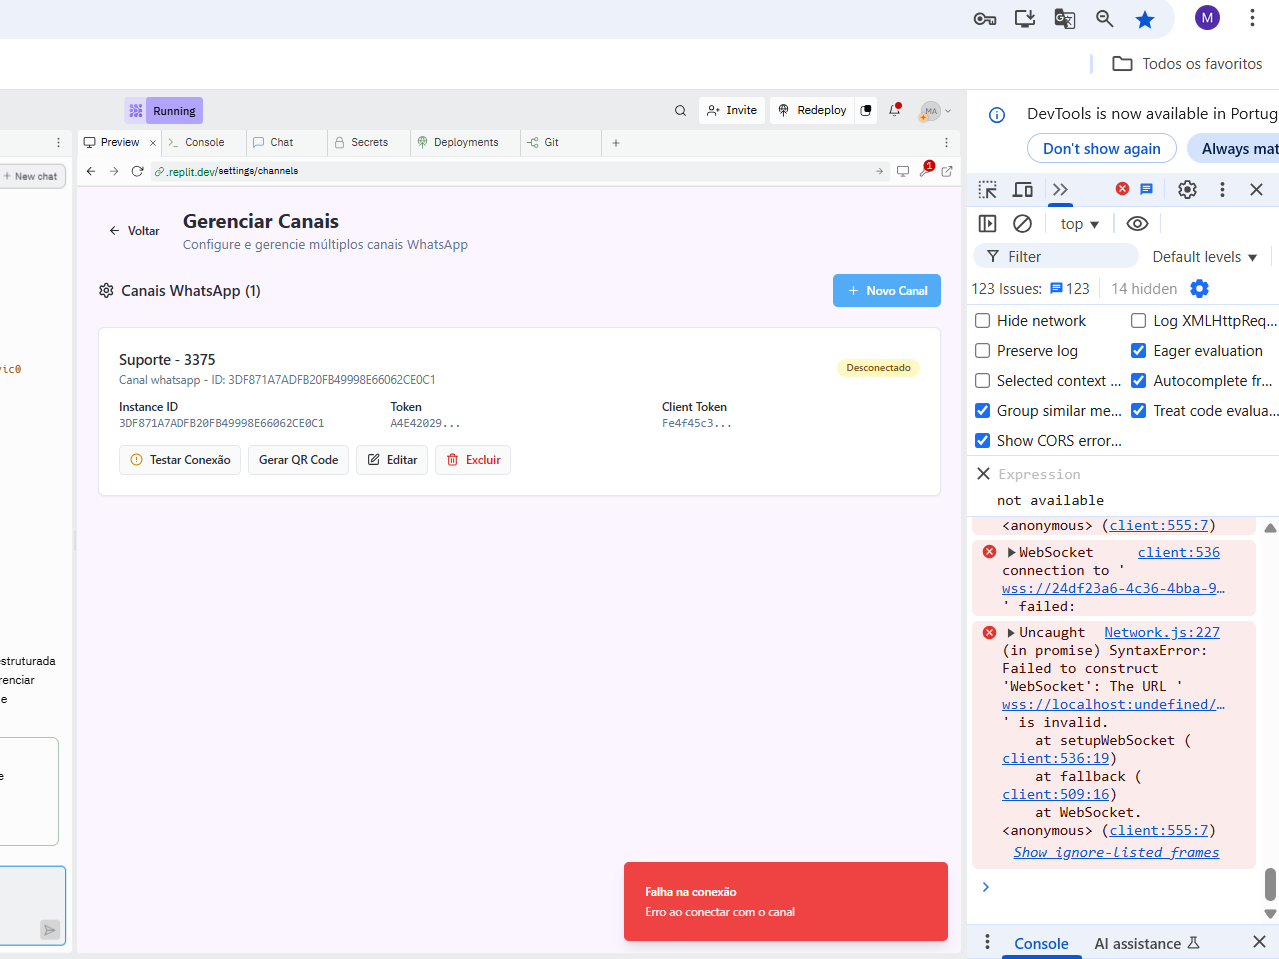 M
Todos os favoritos
Running
Invite
Redeploy
MA
Preview
Console
Chat
Secrets
Deployments
Git
New chat
.replit.dev/settings/channels
1
Voltar
Gerenciar Canais
Configure e gerencie múltiplos canais WhatsApp
Canais WhatsApp (1)
+ Novo Canal
Suporte - 3375
Canal whatsapp - ID: 3DF871A7ADFB20FB49998E66062CE0C1
Desconectado
Instance ID
Token
Client Token
3DF871A7ADFB20FB49998E66062CE0C1
A4E42029...
Fe4f45c3...
Testar Conexão
Gerar QR Code
Editar
Excluir
vic0
struturada
renciar
e
e
Falha na conexão
Erro ao conectar com o canal
DevTools is now available in Portug
Don't show again
Always mat
top
Filter
Default levels
123 Issues:
123
14 hidden
Hide network
Log XMLHttpReq...
Preserve log
Eager evaluation
Selected context ...
Autocomplete fr...
Group similar me...
Treat code evalua...
Show CORS error...
Expression
not available
<anonymous> (client:555:7)
WebSocket client:536
connection to '
wss://24df23a6-4c36-4bba-9…
' failed:
Uncaught Network.js:227
(in promise) SyntaxError:
Failed to construct
'WebSocket': The URL '
wss://localhost:undefined/…
' is invalid.
at setupWebSocket (
client:536:19)
at fallback (
client:509:16)
at WebSocket.
<anonymous> (client:555:7)
Show ignore-listed frames
Console
AI assistance